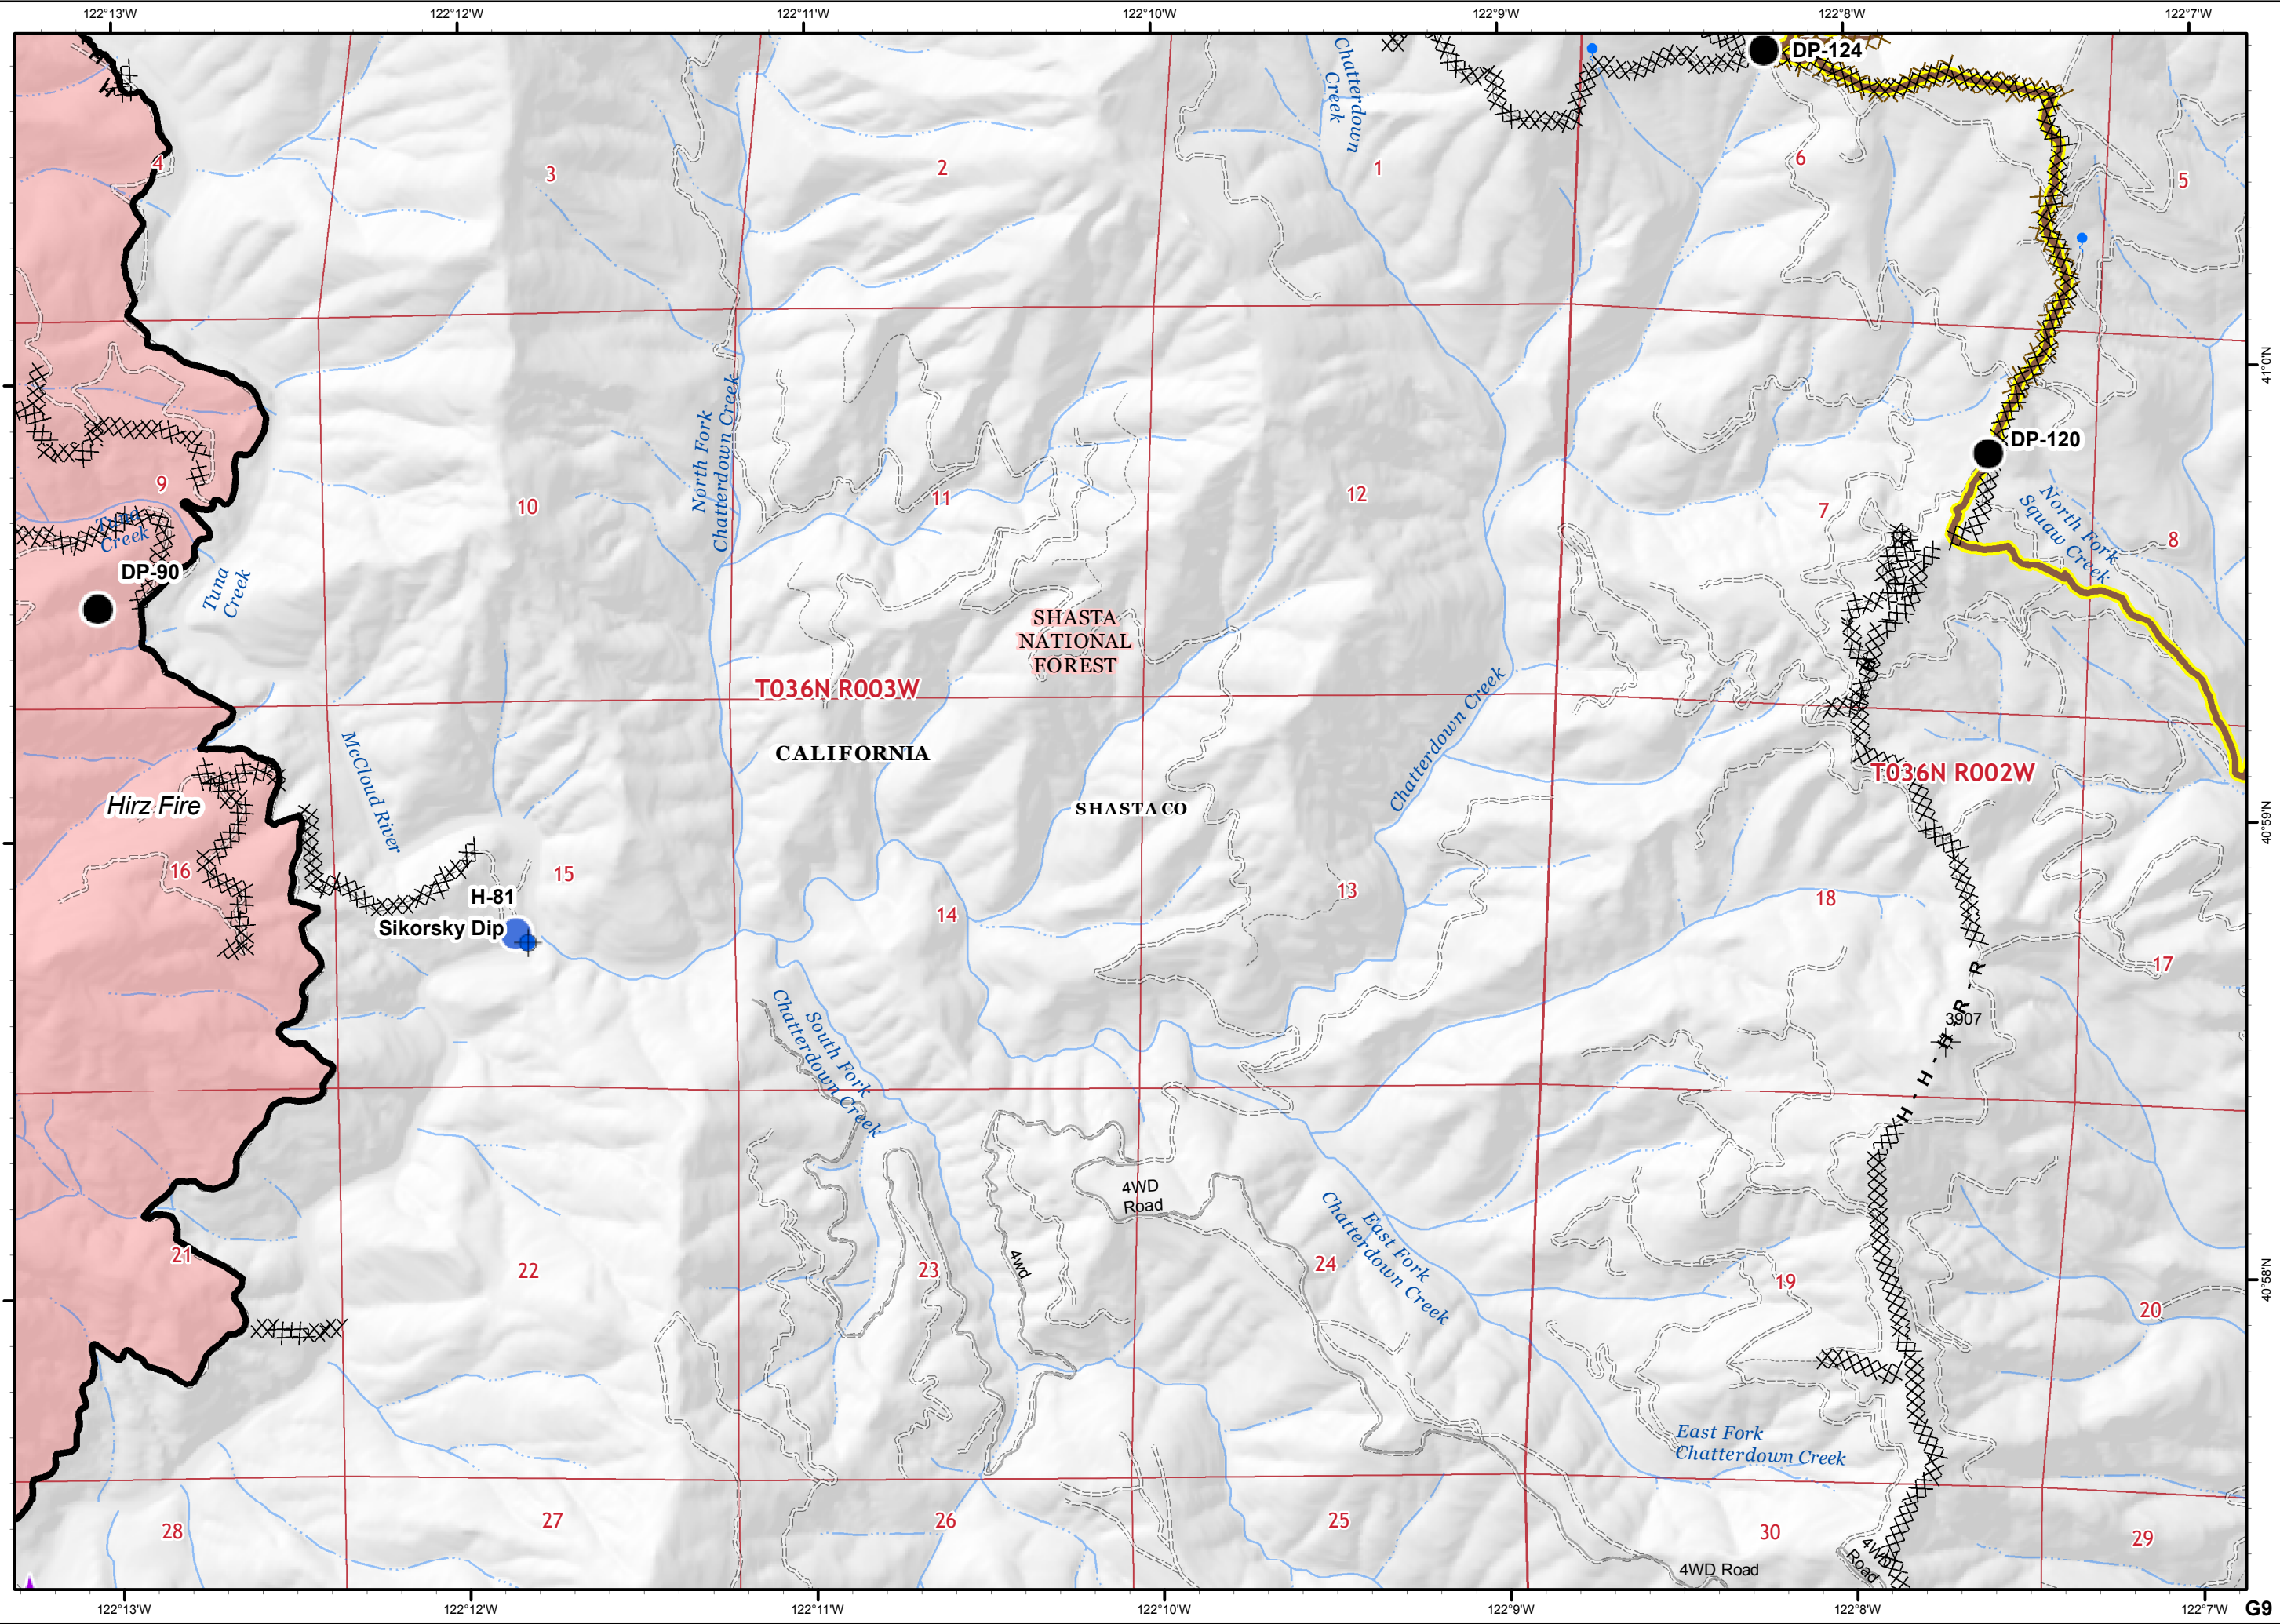 122°13'W
122°12'W
122°11'W
122°10'W
122°9'W
122°8'W
122°7'W
DP-124
Chatterdown
Creek
4
3
2
1
6
5
41°0'N
DP-120
North Fork
Chatterdown Creek
9
10
11
12
7
8
North Fork
Squaw Creek
Tuna
Creek
DP-90
Tuna
Creek
SHASTA
NATIONAL
FOREST
T036N R003W
CALIFORNIA
Chatterdown Creek
T036N R002W
McCloud River
Hirz Fire
SHASTA CO
40°59'N
16
15
H-81
Sikorsky Dip
14
13
18
17
H - H - R - R
3907
South Fork
Chatterdown Creek
4WD
Road
4wd
East Fork
Chatterdown Creek
21
22
23
24
19
20
40°58'N
East Fork
Chatterdown Creek
28
27
26
25
30
29
4WD Road
4WD
Road
122°13'W
122°12'W
122°11'W
122°10'W
122°9'W
122°8'W
122°7'W
G9